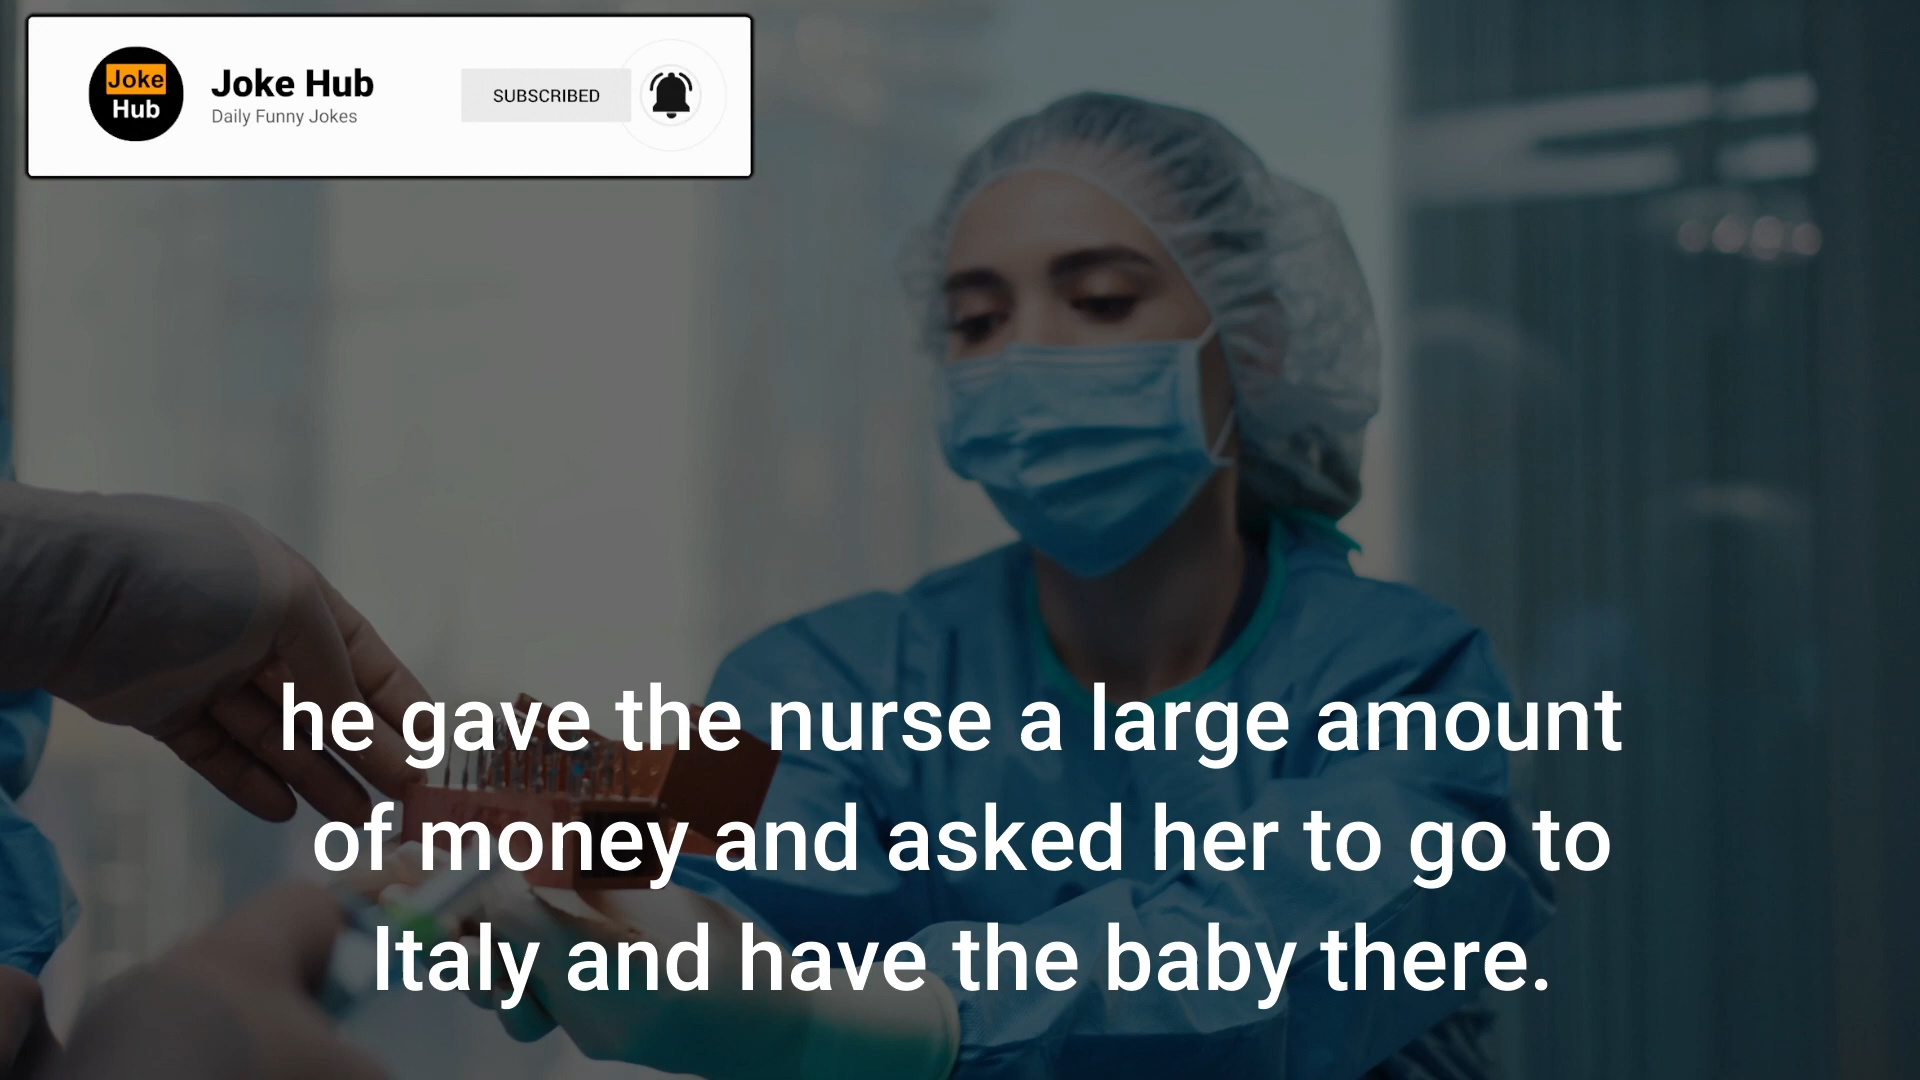 Joke
Hub
Joke Hub
Daily Funny Jokes
SUBSCRIBED
he gave the nurse a large amount
of money and asked her to go to
Italy and have the baby there.